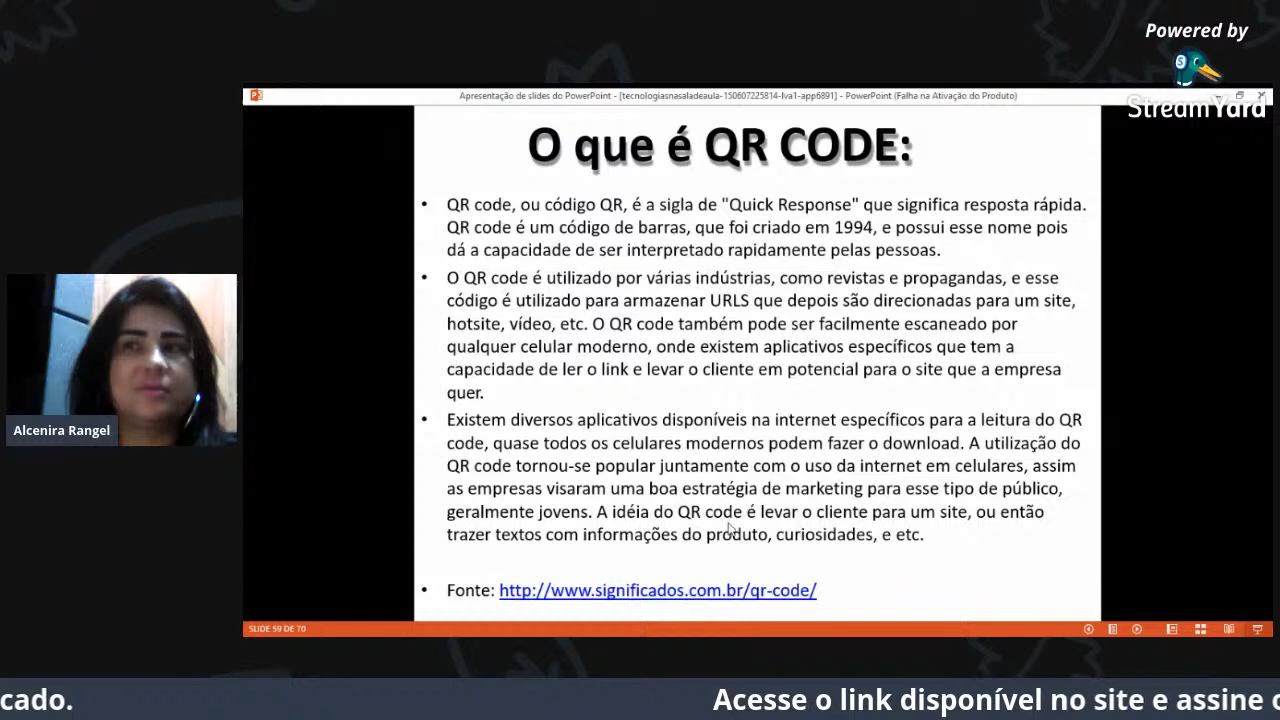 Powered by
StreamYard
Apresentação de slides do PowerPoint - [tecnologiasnasaladeaula-150607225814-lva1-app6891] - PowerPoint (Falha na Ativação do Produto)
O que é QR CODE:
• QR code, ou código QR, é a sigla de "Quick Response" que significa resposta rápida.
QR code é um código de barras, que foi criado em 1994, e possui esse nome pois
dá a capacidade de ser interpretado rapidamente pelas pessoas.
• O QR code é utilizado por várias indústrias, como revistas e propagandas, e esse
código é utilizado para armazenar URLS que depois são direcionadas para um site,
hotsite, vídeo, etc. O QR code também pode ser facilmente escaneado por
qualquer celular moderno, onde existem aplicativos específicos que tem a
capacidade de ler o link e levar o cliente em potencial para o site que a empresa
quer.
• Existem diversos aplicativos disponíveis na internet específicos para a leitura do QR
code, quase todos os celulares modernos podem fazer o download. A utilização do
QR code tornou-se popular juntamente com o uso da internet em celulares, assim
as empresas visaram uma boa estratégia de marketing para esse tipo de público,
geralmente jovens. A idéia do QR code é levar o cliente para um site, ou então
trazer textos com informações do produto, curiosidades, e etc.
• Fonte: http://www.significados.com.br/qr-code/
Alcenira Rangel
SLIDE 59 DE 70
cado. Acesse o link disponível no site e assine